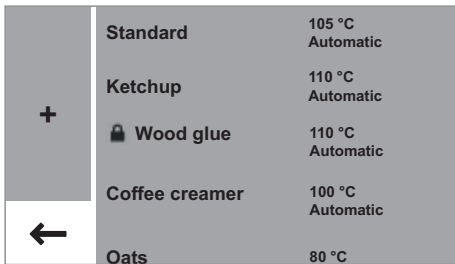 +
Standard
105 °C
Automatic
Ketchup
110 °C
Automatic
Wood glue
110 °C
Automatic
Coffee creamer
100 °C
Automatic
Oats
80 °C